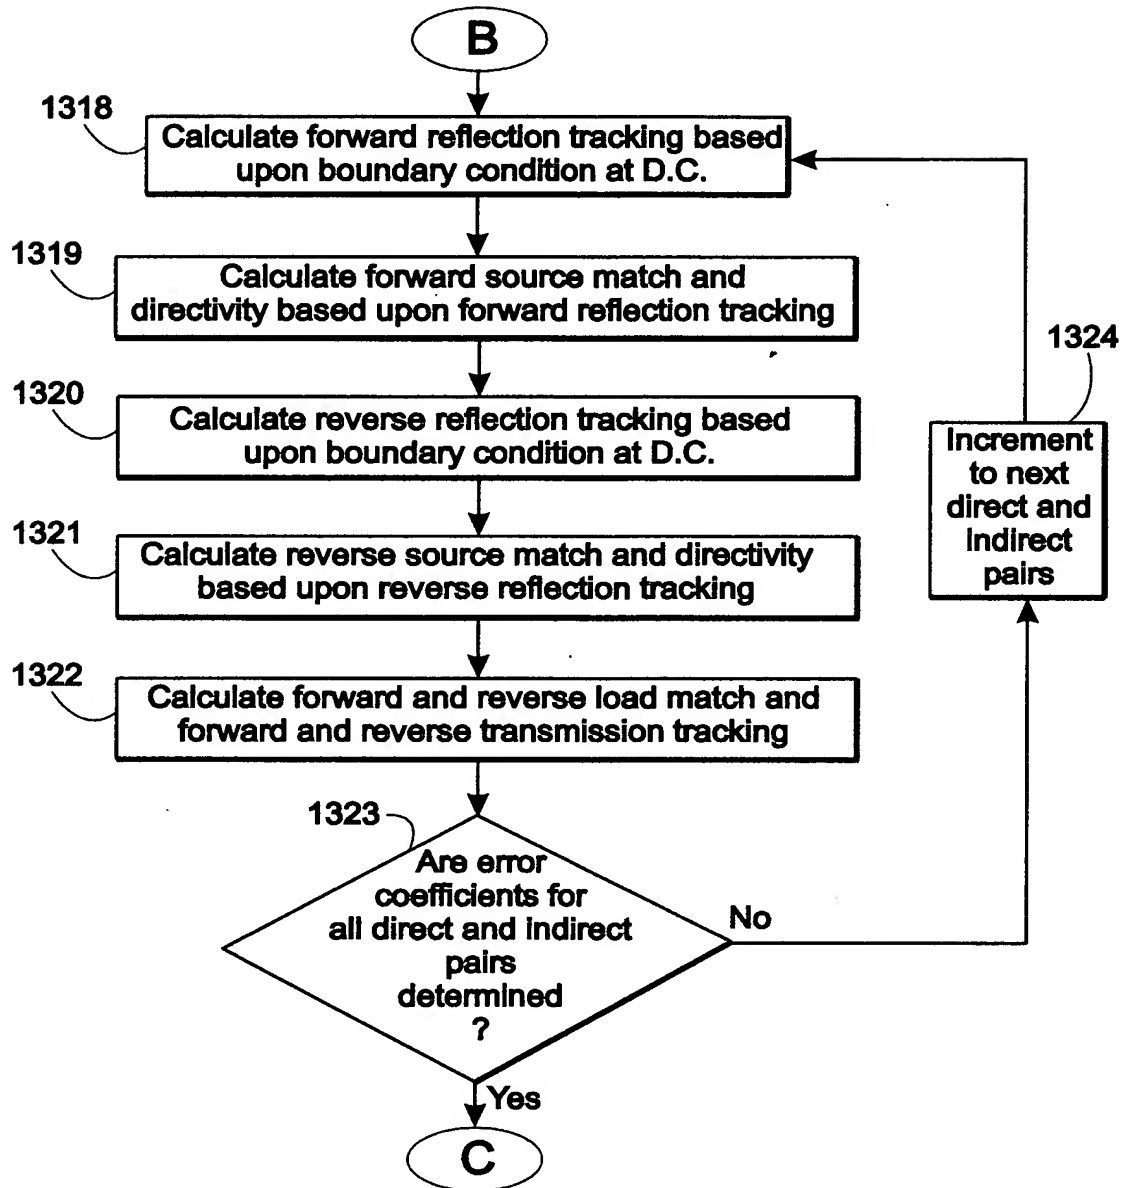 B
1318
Calculate forward reflection tracking based
upon boundary condition at D.C.
1319
Calculate forward source match and
directivity based upon forward reflection tracking
1320
Calculate reverse reflection tracking based
upon boundary condition at D.C.
1321
Calculate reverse source match and directivity
based upon reverse reflection tracking
1322
Calculate forward and reverse load match and
forward and reverse transmission tracking
1323
Are error
coefficients for
all direct and indirect
pairs
determined
?
No
1324
Increment
to next
direct and
indirect
pairs
Yes
C